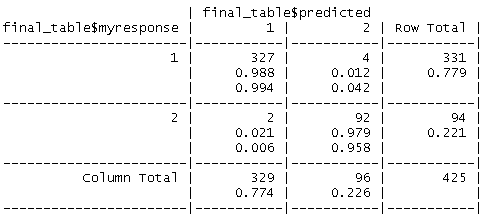 | final_table$predicted
final_table$myresponse | 1 | 2 | Row Total |
-----------------------|-----------|-----------|-----------|
1 | 327 | 4 | 331 |
| 0.988 | 0.012 | 0.779 |
| 0.994 | 0.042 | |
-----------------------|-----------|-----------|-----------|
2 | 2 | 92 | 94 |
| 0.021 | 0.979 | 0.221 |
| 0.006 | 0.958 | |
-----------------------|-----------|-----------|-----------|
Column Total | 329 | 96 | 425 |
| 0.774 | 0.226 | |
-----------------------|-----------|-----------|-----------|